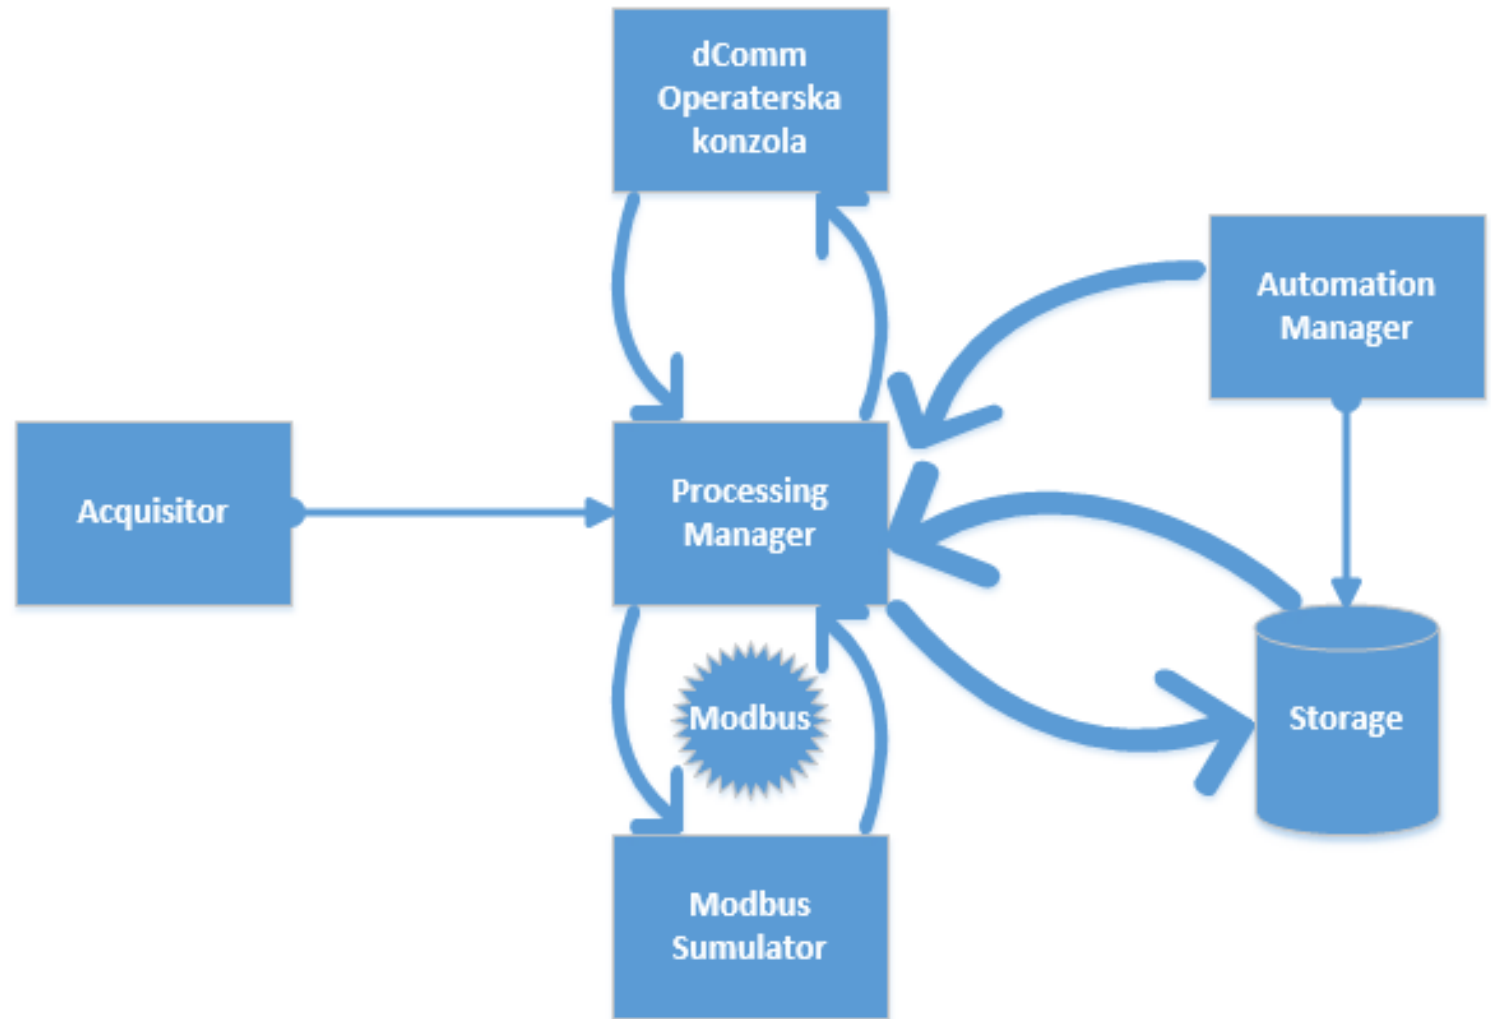 dComm
Operaterska
konzola
Automation
Manager
Acquisitor
Processing
Manager
Modbus
Storage
Modbus
Sumulator